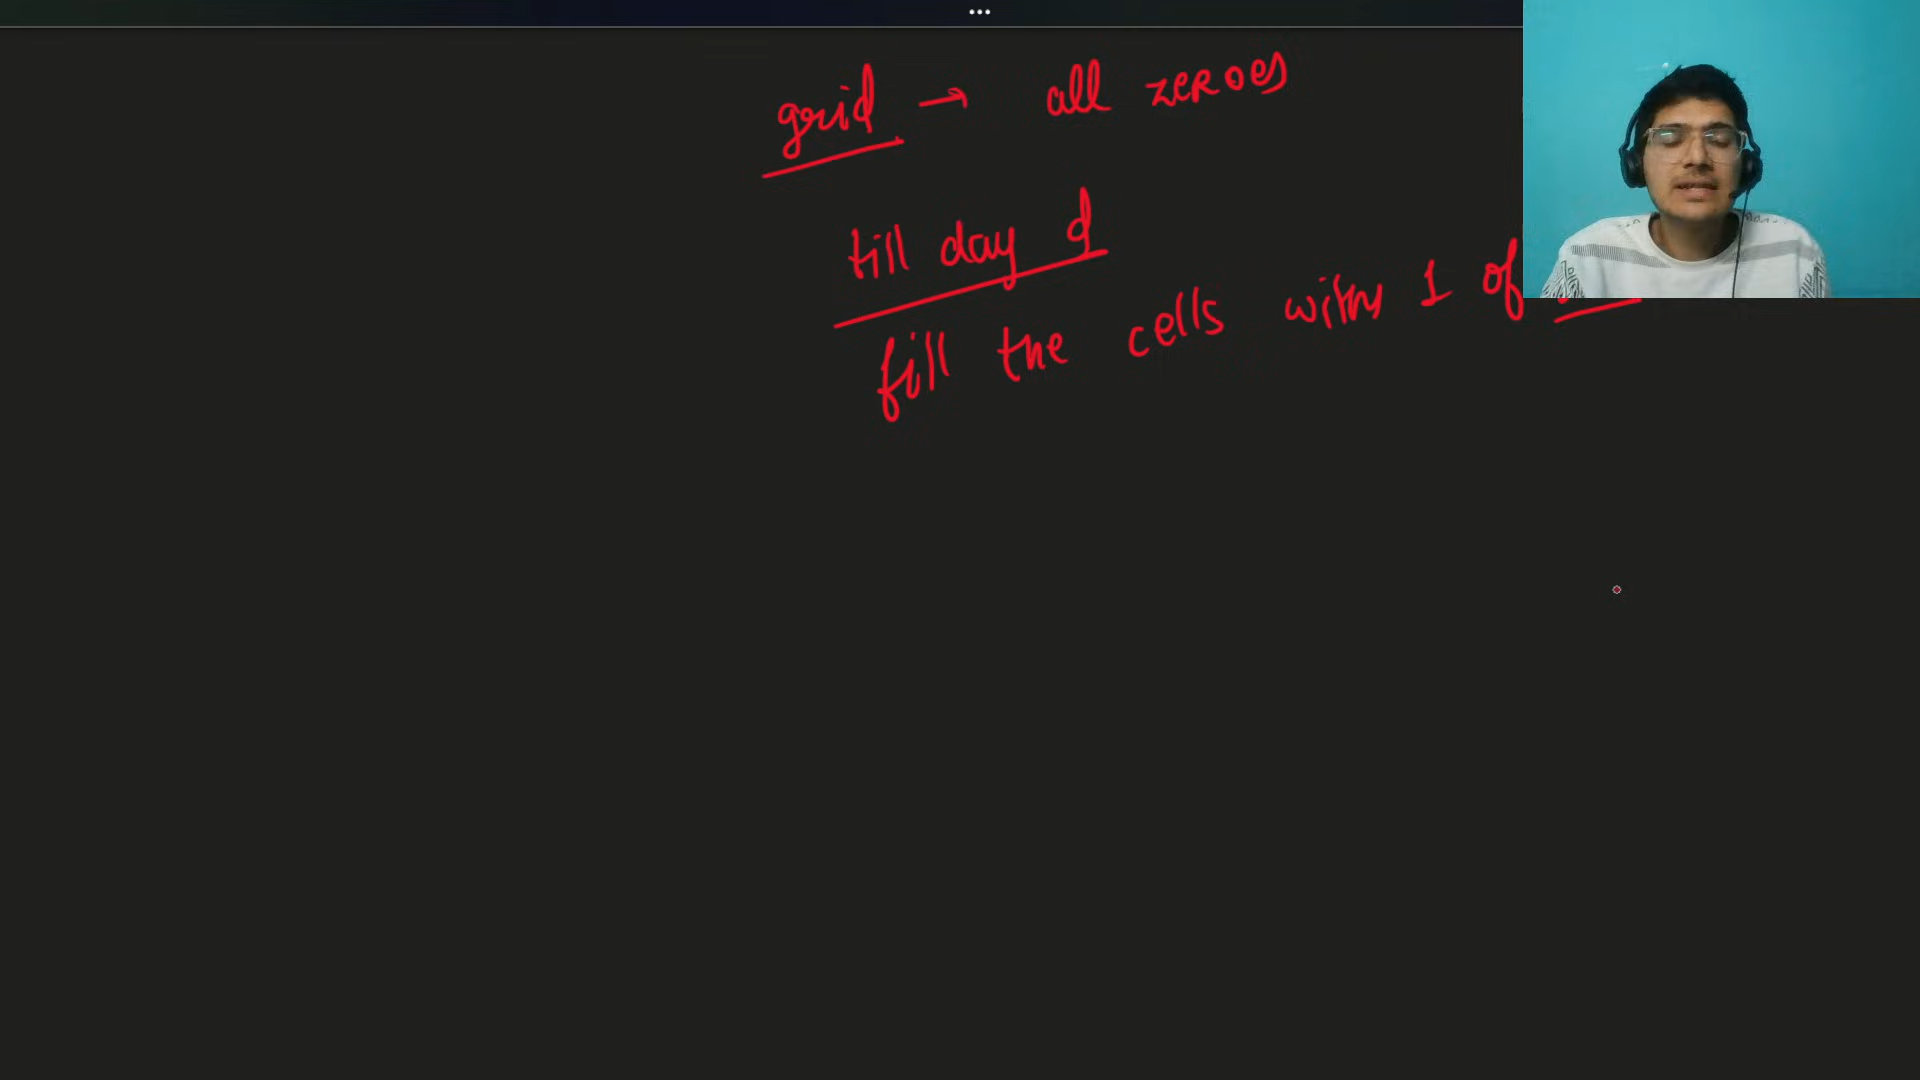 grid → all zeroes
till day d
fill the cells with 1 of